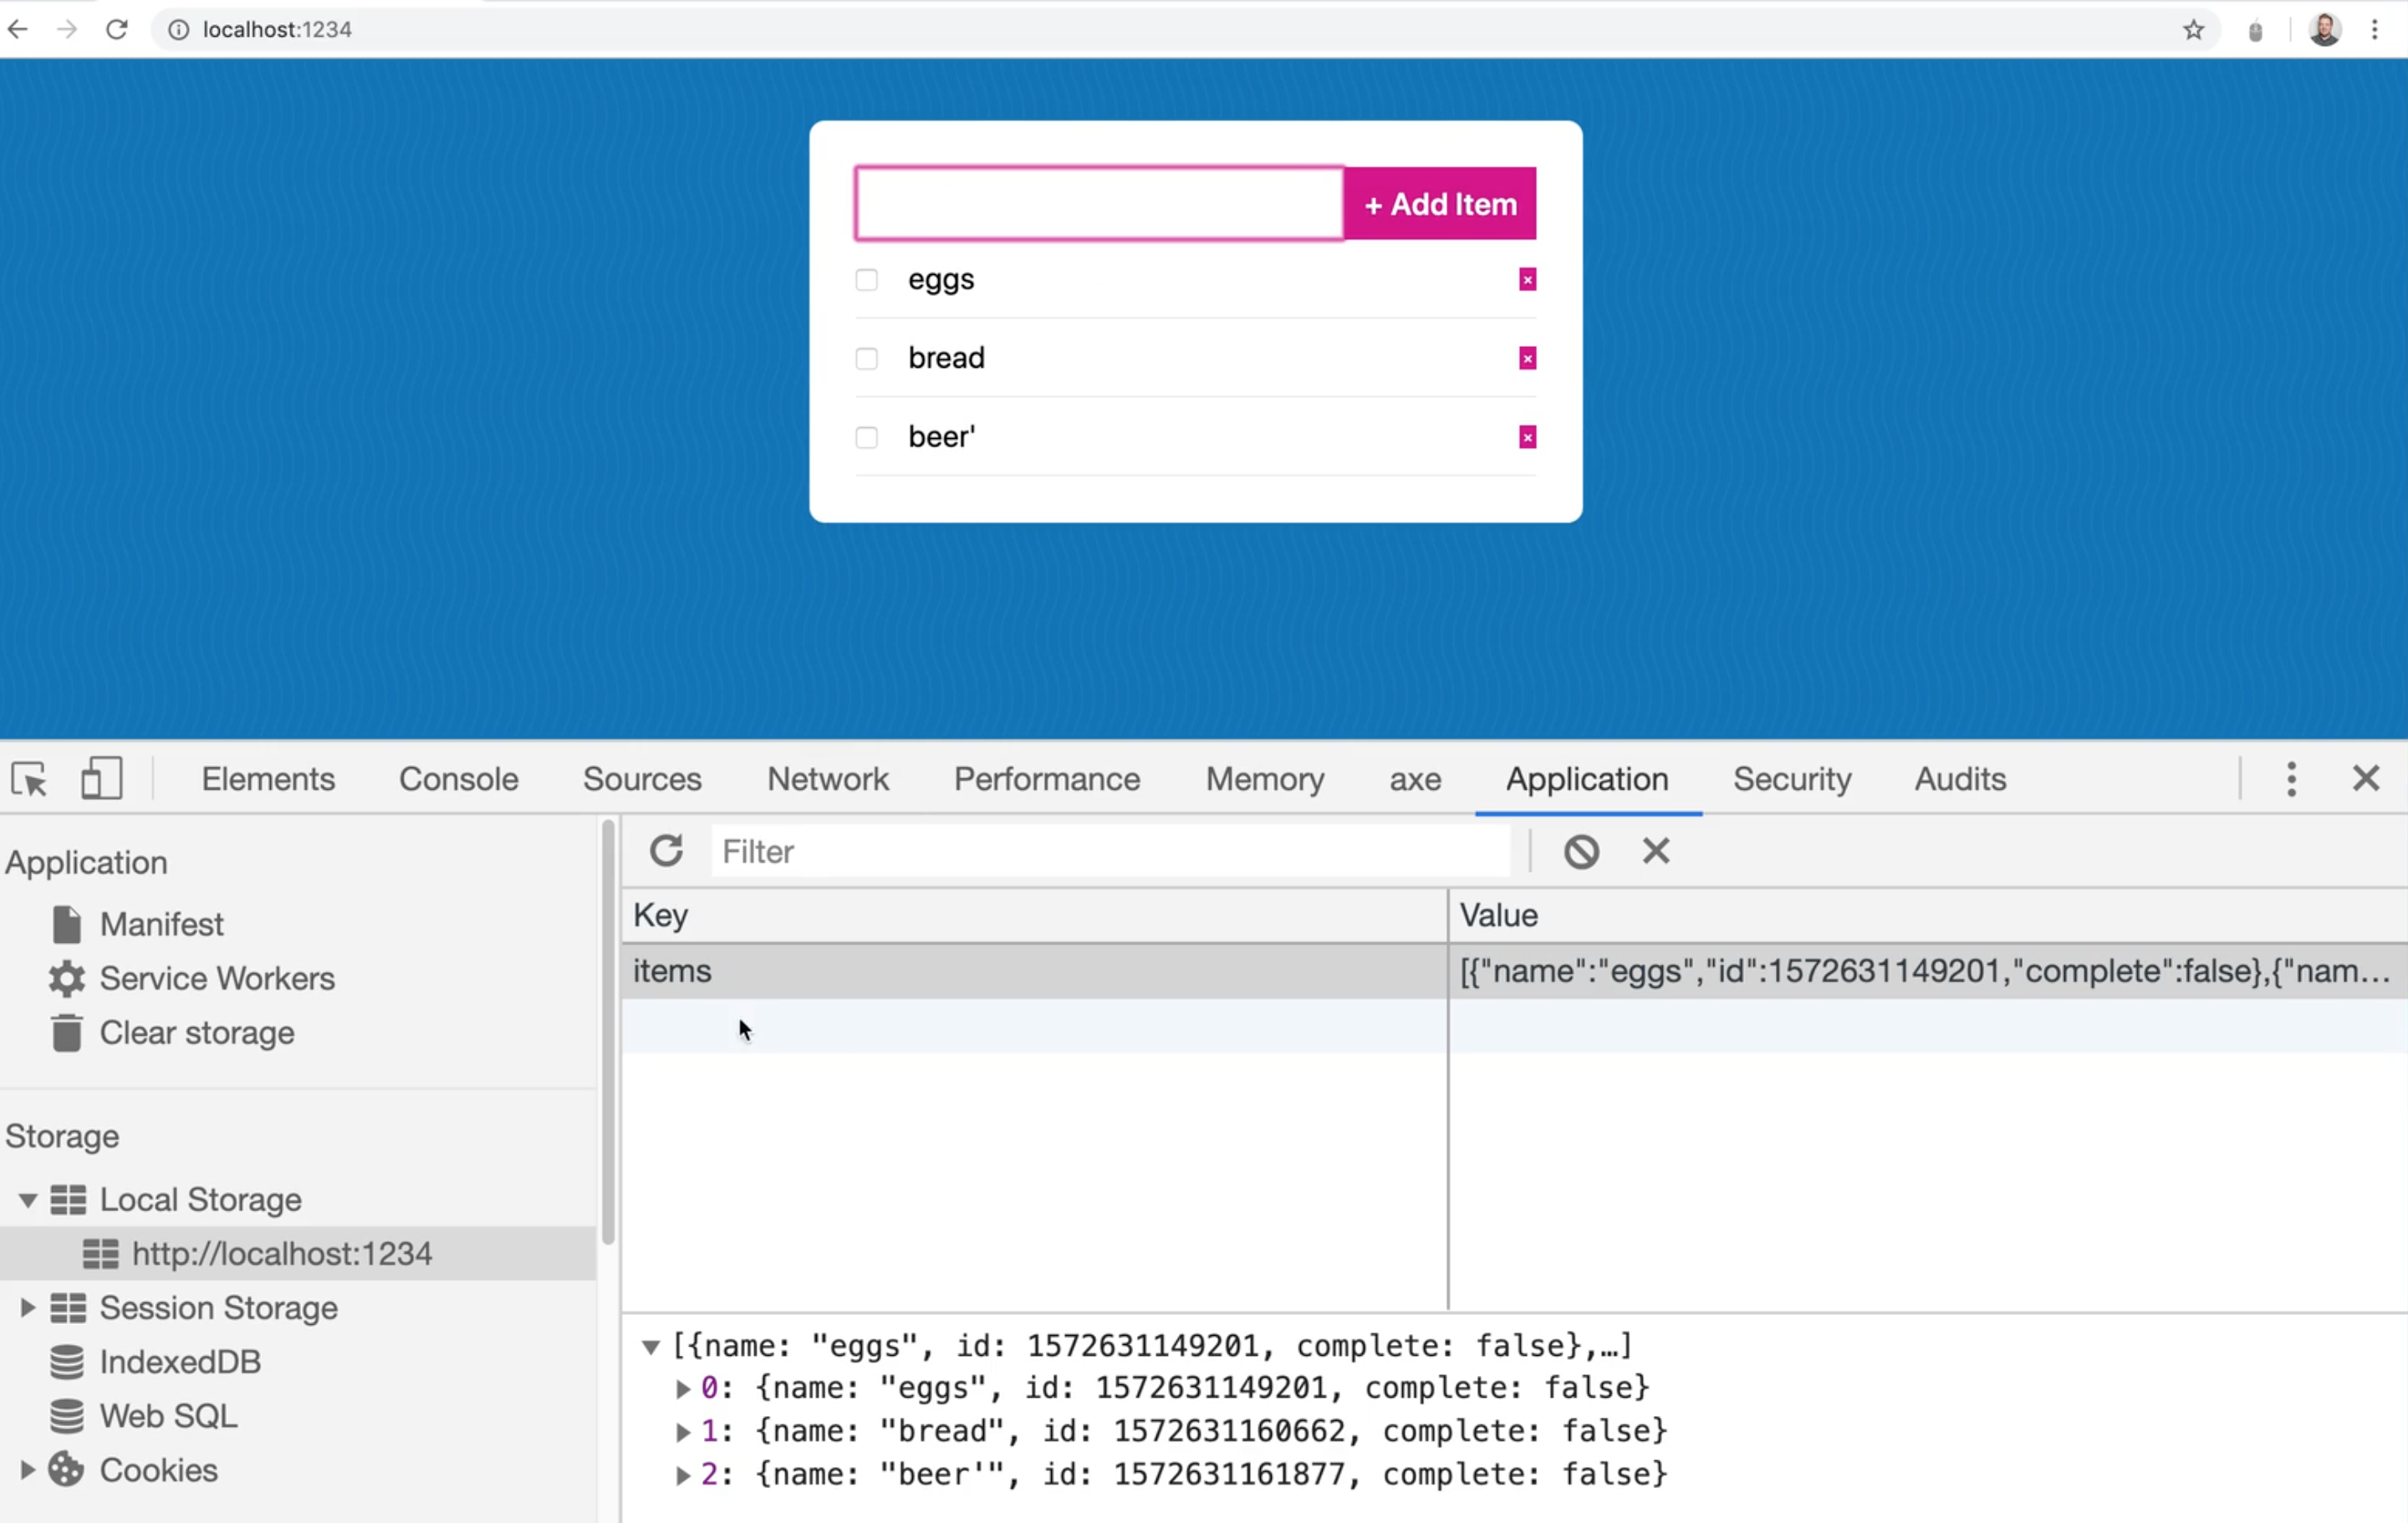 localhost:1234
+ Add Item
eggs
×
bread
×
beer'
×
Elements Console Sources Network Performance Memory axe Application Security Audits
Application
Manifest
Service Workers
Clear storage
Storage
Local Storage
http://localhost:1234
Session Storage
IndexedDB
Web SQL
Cookies
Filter
Key Value
items [{"name":"eggs","id":1572631149201,"complete":false},{"nam…
[{name: "eggs", id: 1572631149201, complete: false},…]
0: {name: "eggs", id: 1572631149201, complete: false}
1: {name: "bread", id: 1572631160662, complete: false}
2: {name: "beer'", id: 1572631161877, complete: false}